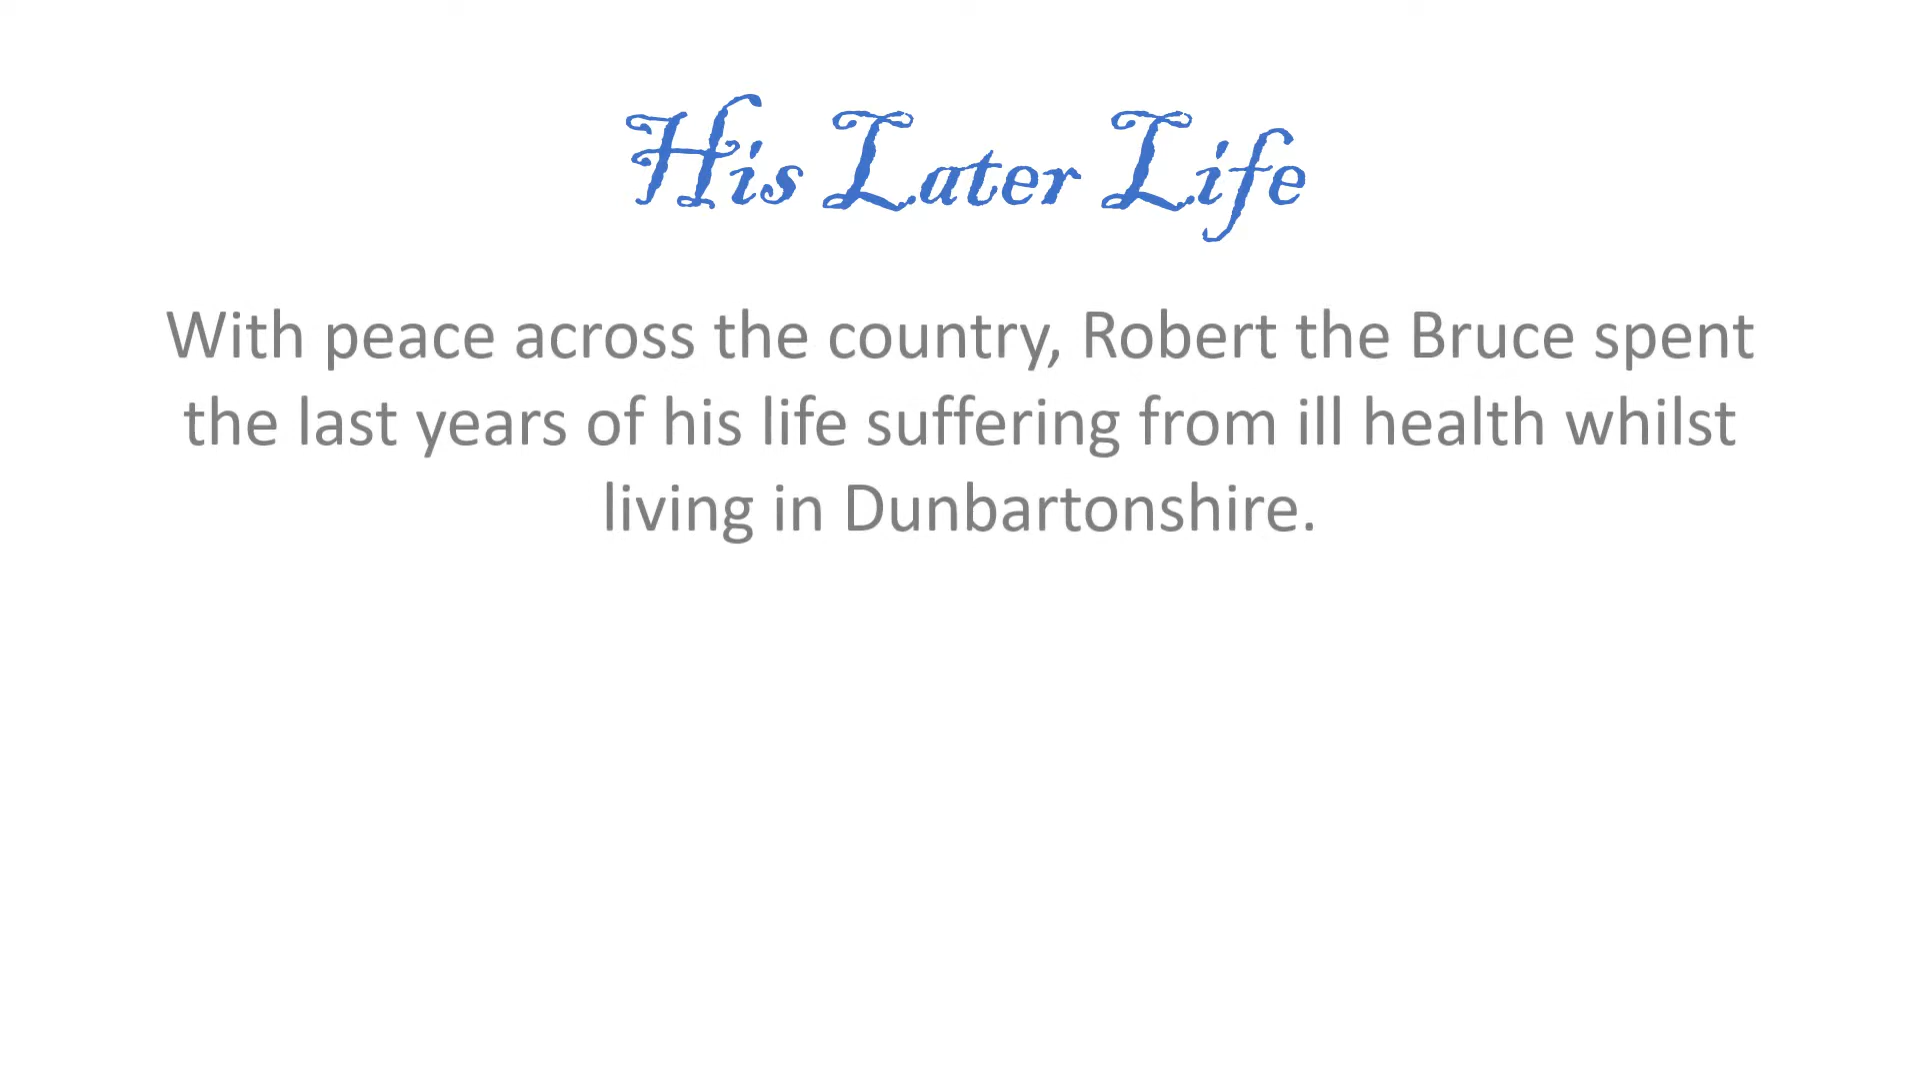 His Later Life
With peace across the country, Robert the Bruce spent
the last years of his life suffering from ill health whilst
living in Dunbartonshire.